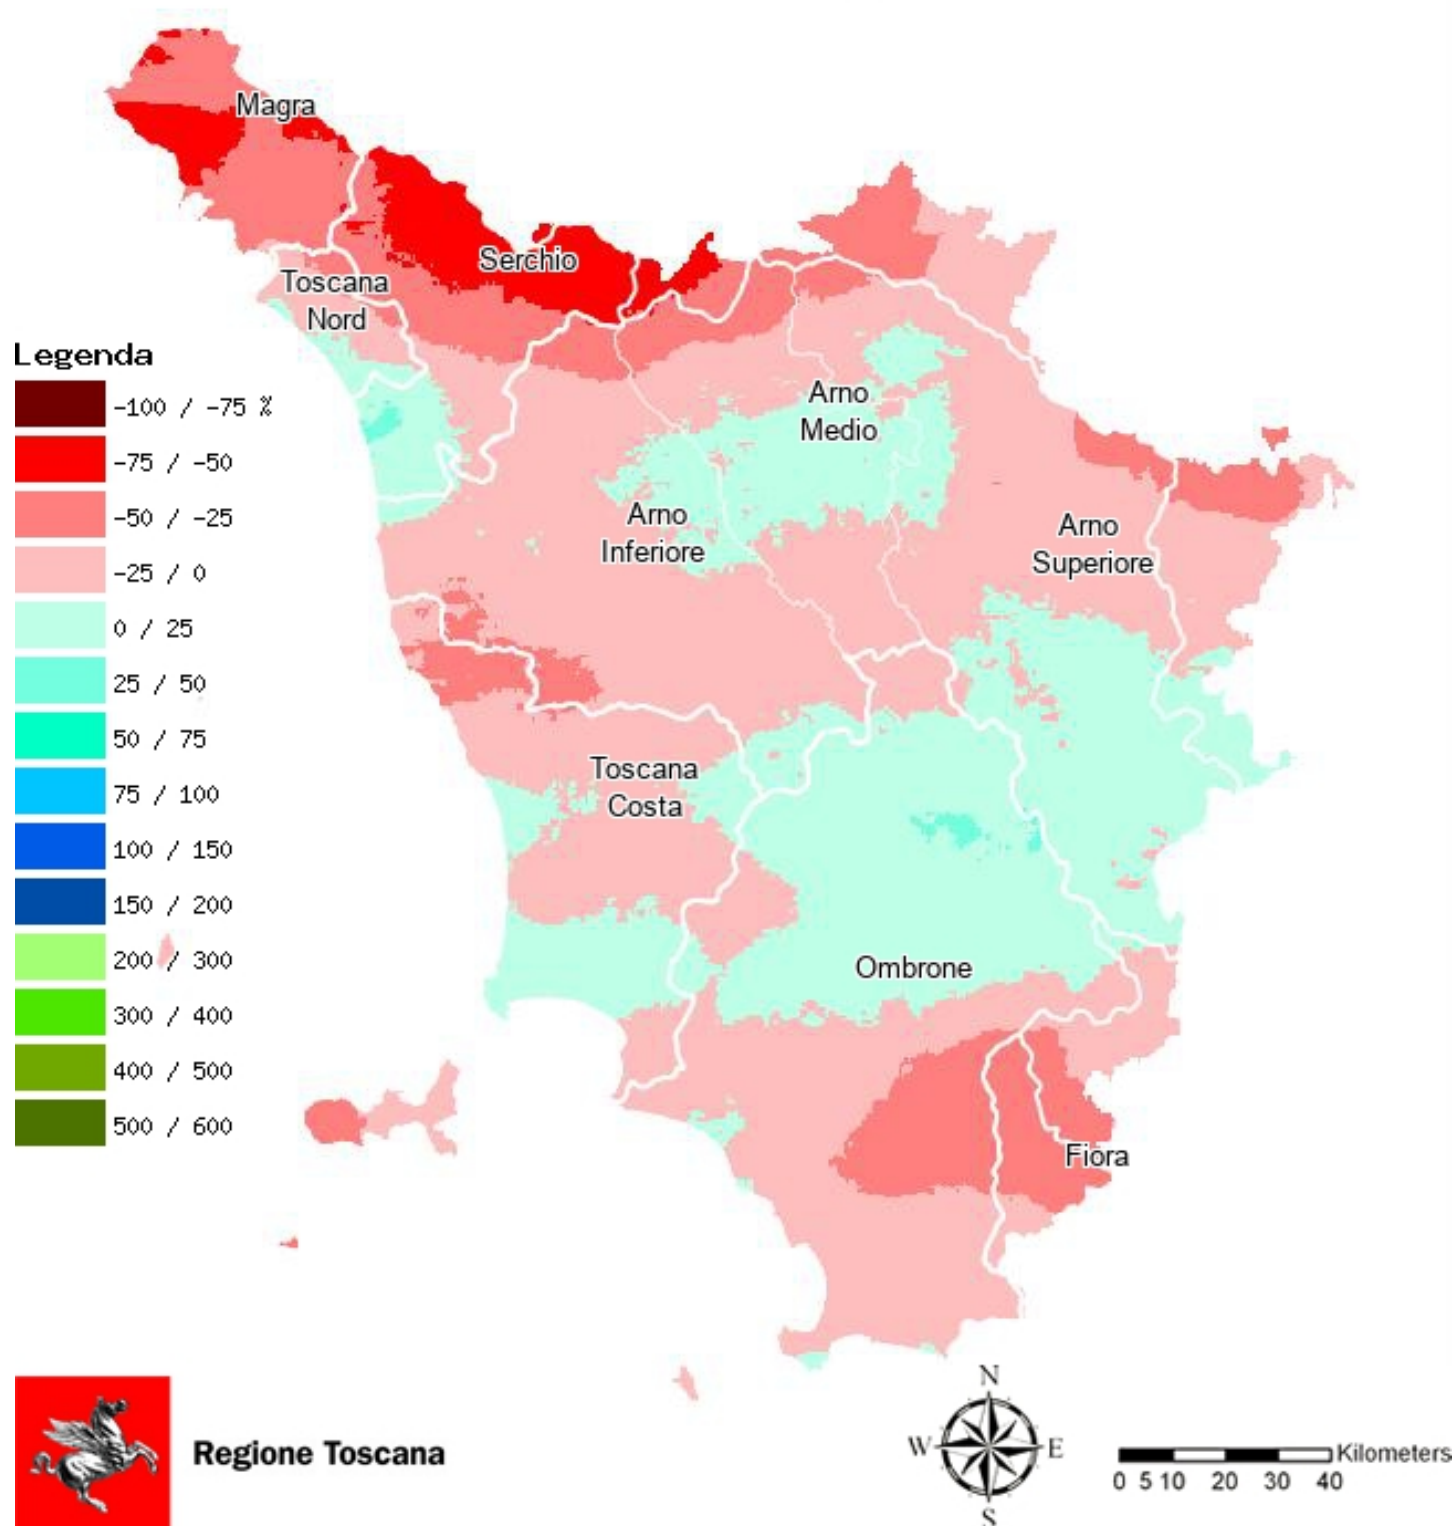 Magra
Serchio
Toscana
Nord
Legenda
-100 / -75 %
-75 / -50
-50 / -25
-25 / 0
0 / 25
25 / 50
50 / 75
75 / 100
100 / 150
150 / 200
200 / 300
300 / 400
400 / 500
500 / 600
Arno
Medio
Arno
Inferiore
Arno
Superiore
Toscana
Costa
Ombrone
Fiora
Regione Toscana
N
W E
S
Kilometers
0 5 10 20 30 40